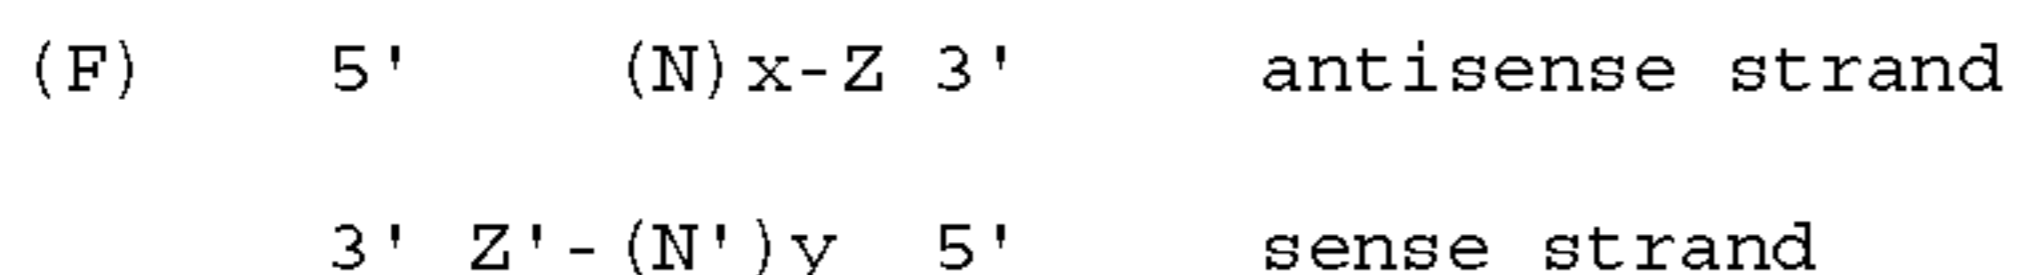 (F) 5' (N)x-Z 3' antisense strand
3' Z'-(N')y 5' sense strand